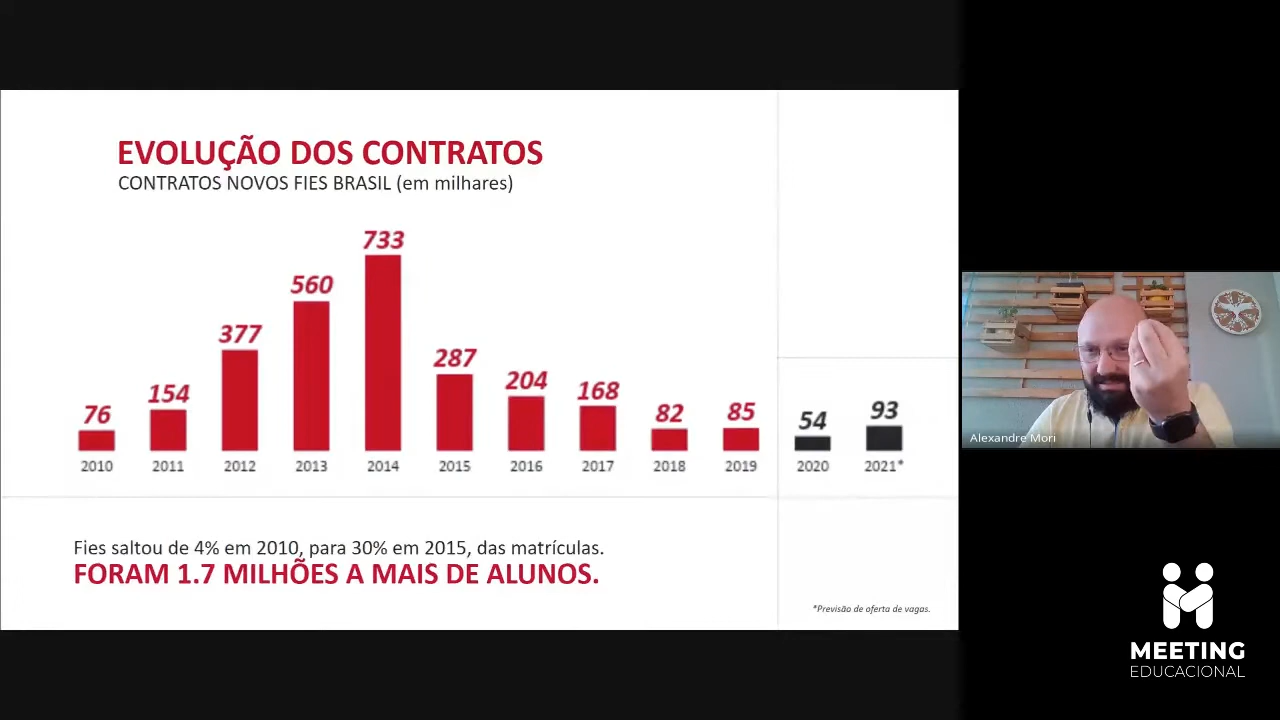 EVOLUÇÃO DOS CONTRATOS
CONTRATOS NOVOS FIES BRASIL (em milhares)
76 154 377 560 733 287 204 168 82 85 54 93
2010 2011 2012 2013 2014 2015 2016 2017 2018 2019 2020 2021*
Fies saltou de 4% em 2010, para 30% em 2015, das matrículas.
FORAM 1.7 MILHÕES A MAIS DE ALUNOS.
*Previsão de oferta de vagas.
Alexandre Mori
MEETING
EDUCACIONAL